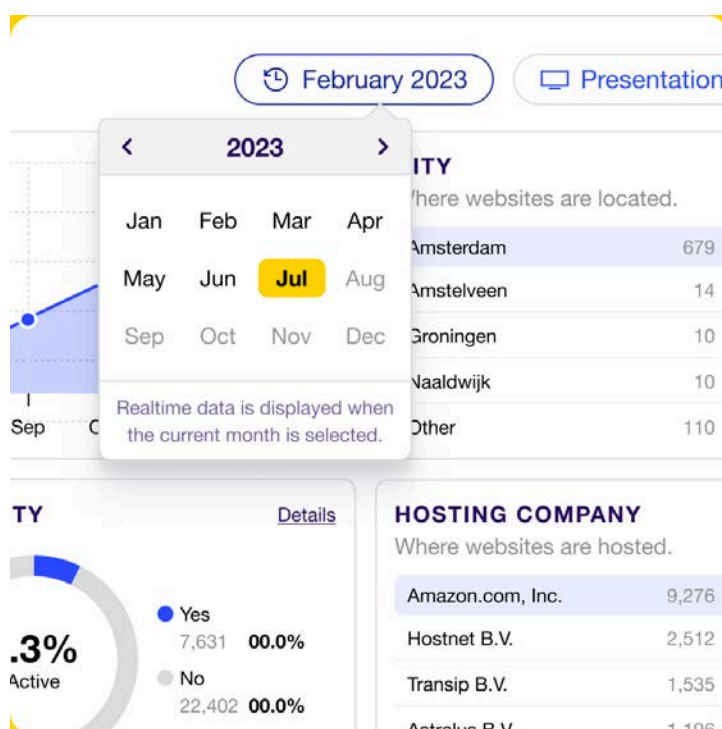 February 2023
Presentation
2023
Jan Feb Mar Apr
May Jun Jul Aug
Sep Oct Nov Dec
Realtime data is displayed when
the current month is selected.
Sep
ITY
here websites are located.
Amsterdam 679
Amstelveen 14
Groningen 10
Naaldwijk 10
Other 110
TY
Details
.3%
Active
Yes
7,631 00.0%
No
22,402 00.0%
HOSTING COMPANY
Where websites are hosted.
Amazon.com, Inc. 9,276
Hostnet B.V. 2,512
Transip B.V. 1,535